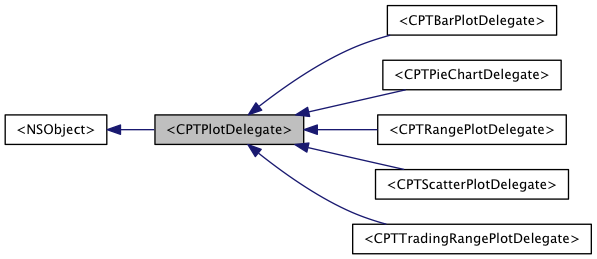 <CPTBarPlotDelegate>
<CPTPieChartDelegate>
<NSObject>
<CPTPlotDelegate>
<CPTRangePlotDelegate>
<CPTScatterPlotDelegate>
<CPTTradingRangePlotDelegate>